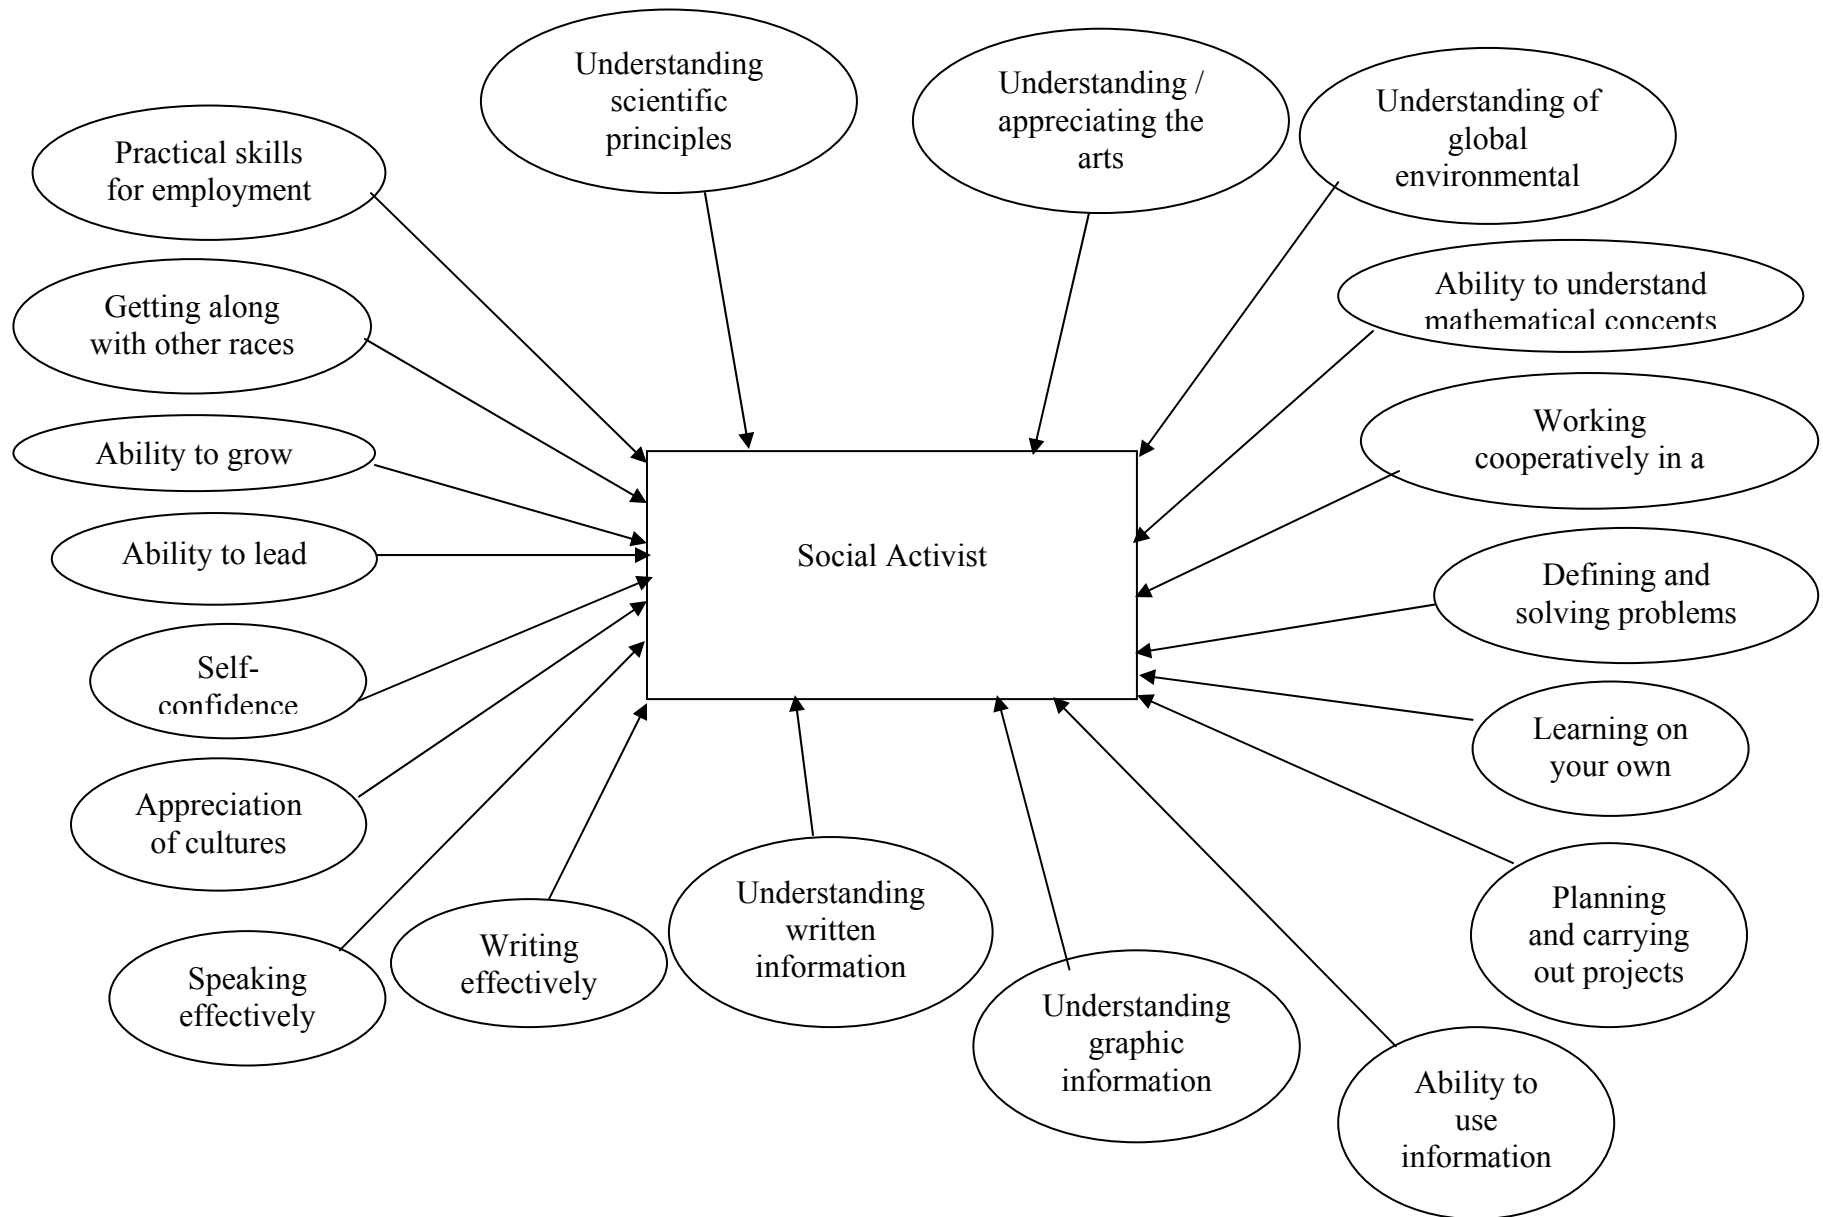 Understanding
scientific
principles
Understanding /
appreciating the
arts
Understanding of
global
environmental
Practical skills
for employment
Getting along
with other races
Ability to understand
mathematical concepts
Ability to grow
Working
cooperatively in a
Ability to lead
Social Activist
Defining and
solving problems
Self-
confidence
Learning on
your own
Appreciation
of cultures
Planning
and carrying
out projects
Understanding
written
information
Writing
effectively
Speaking
effectively
Understanding
graphic
information
Ability to
use
information